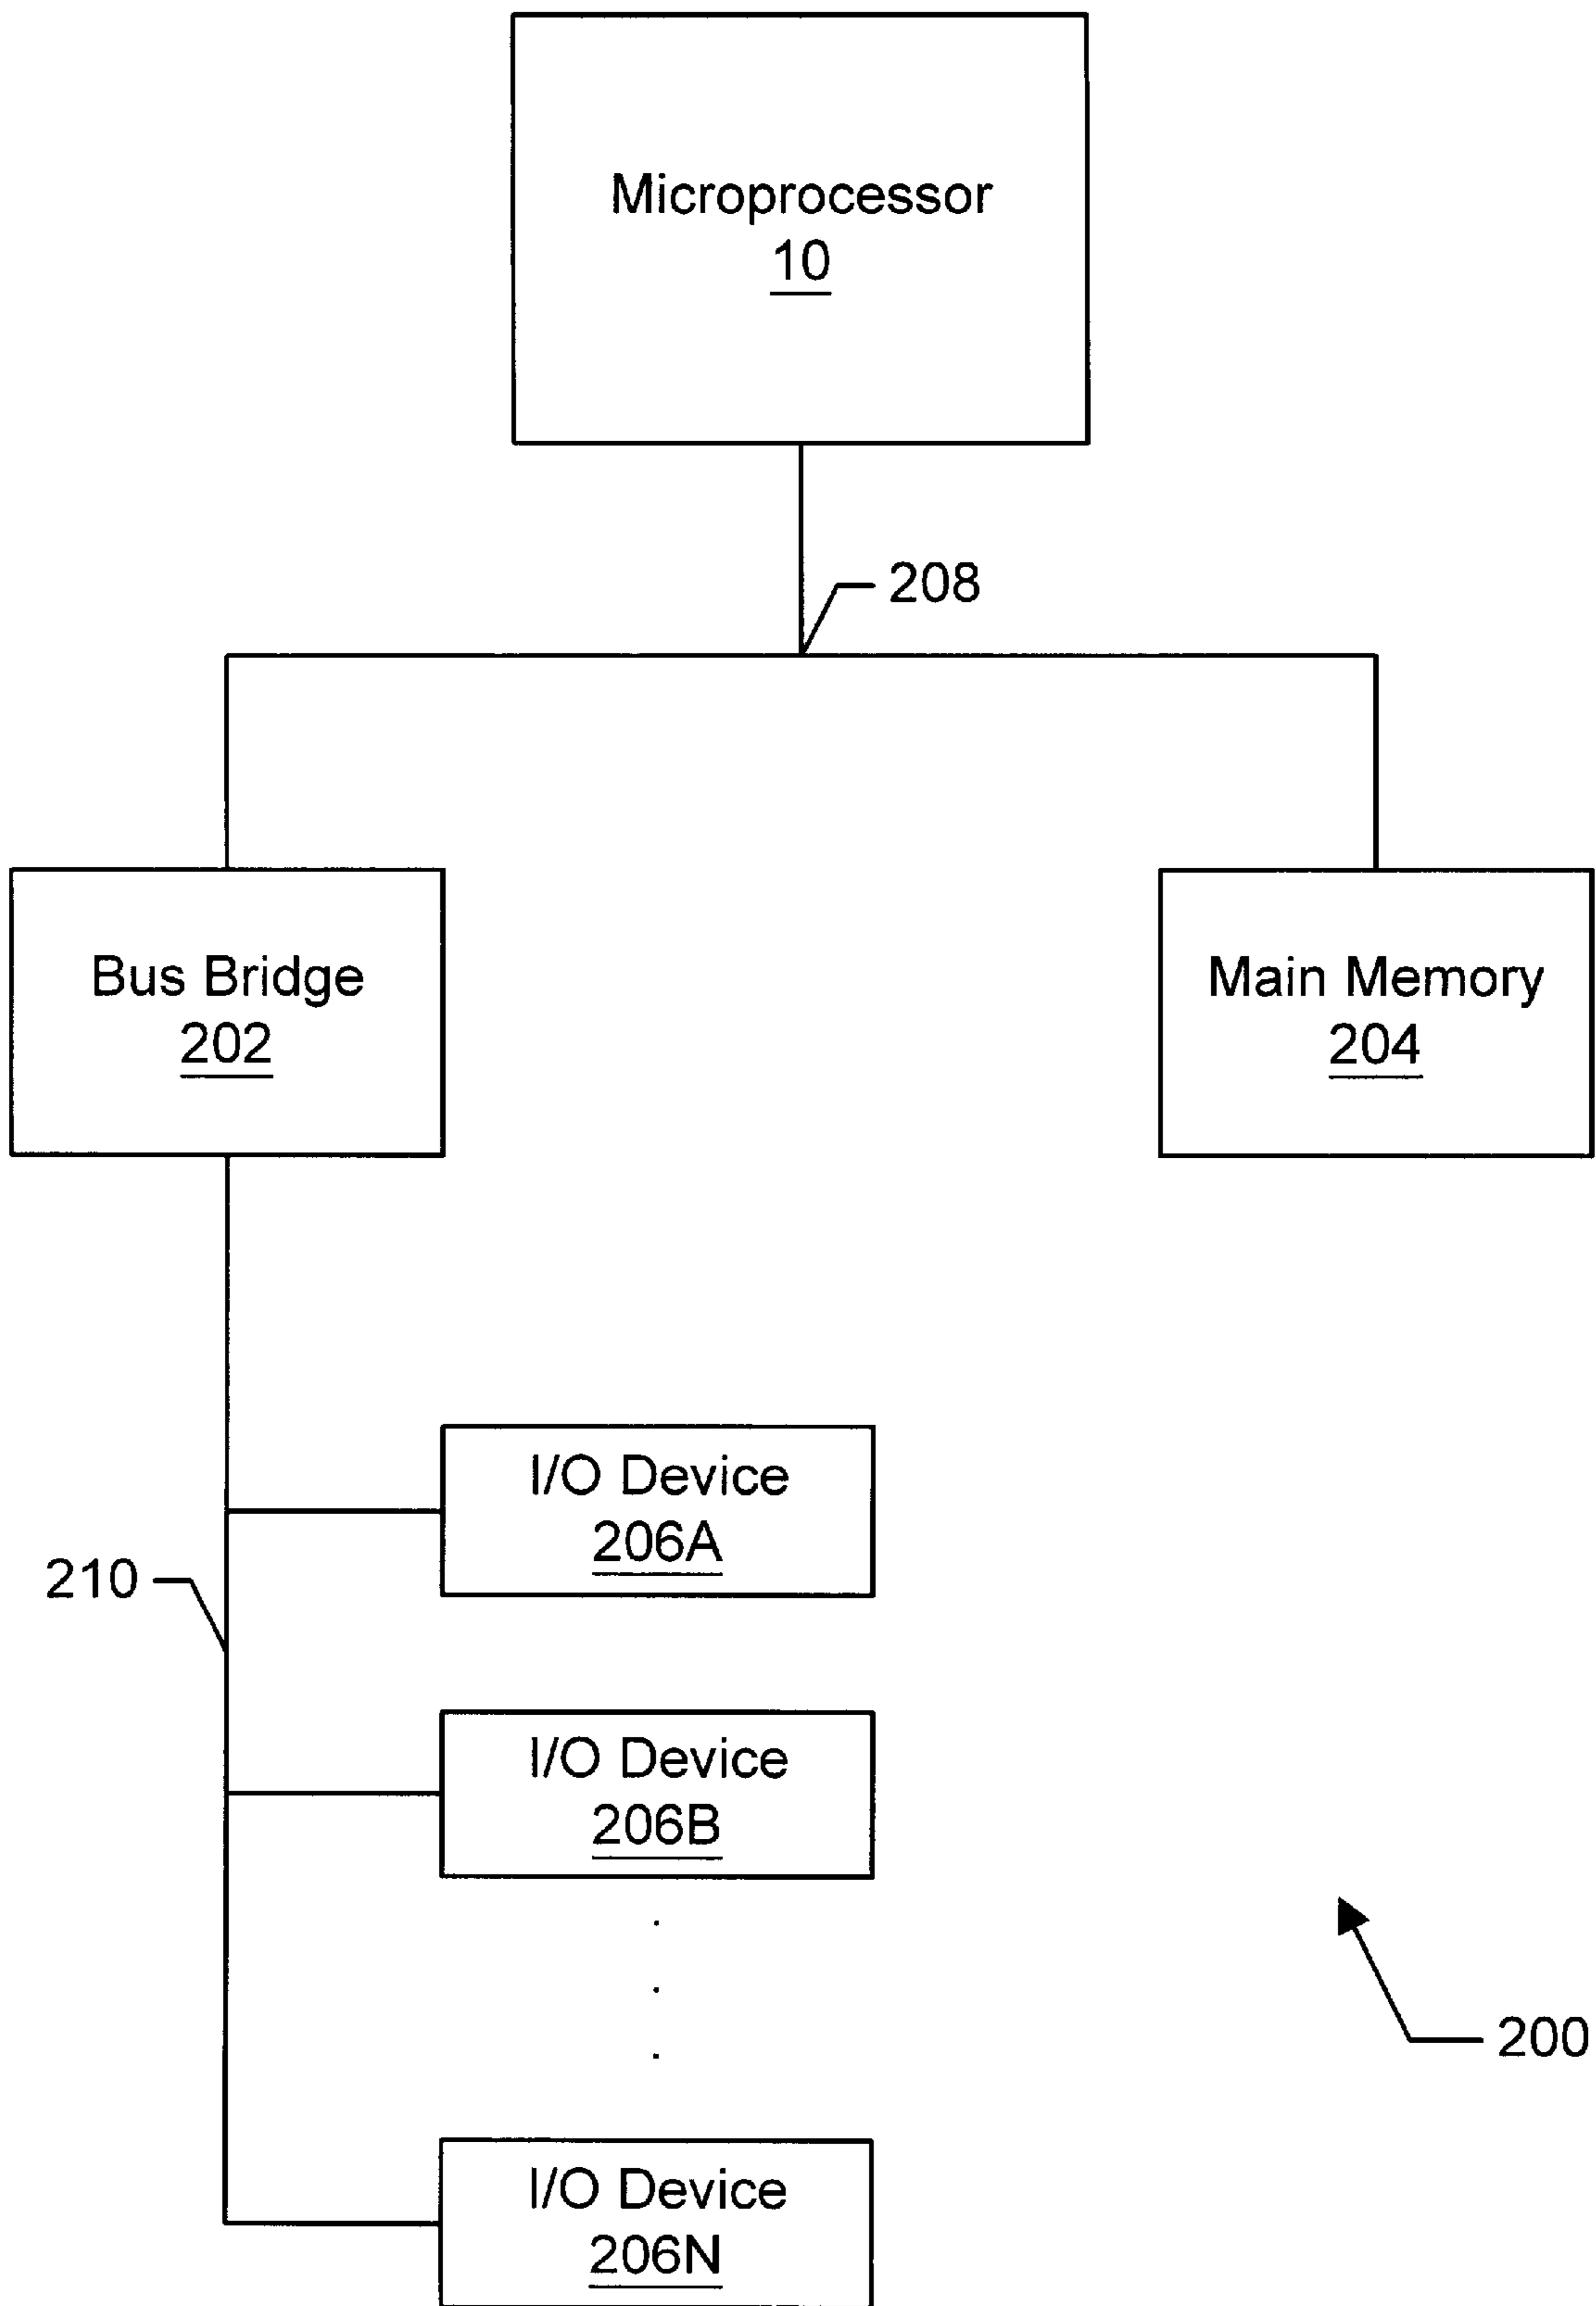 Microprocessor
10
208
Bus Bridge
202
Main Memory
204
I/O Device
206A
210
I/O Device
206B
200
I/O Device
206N